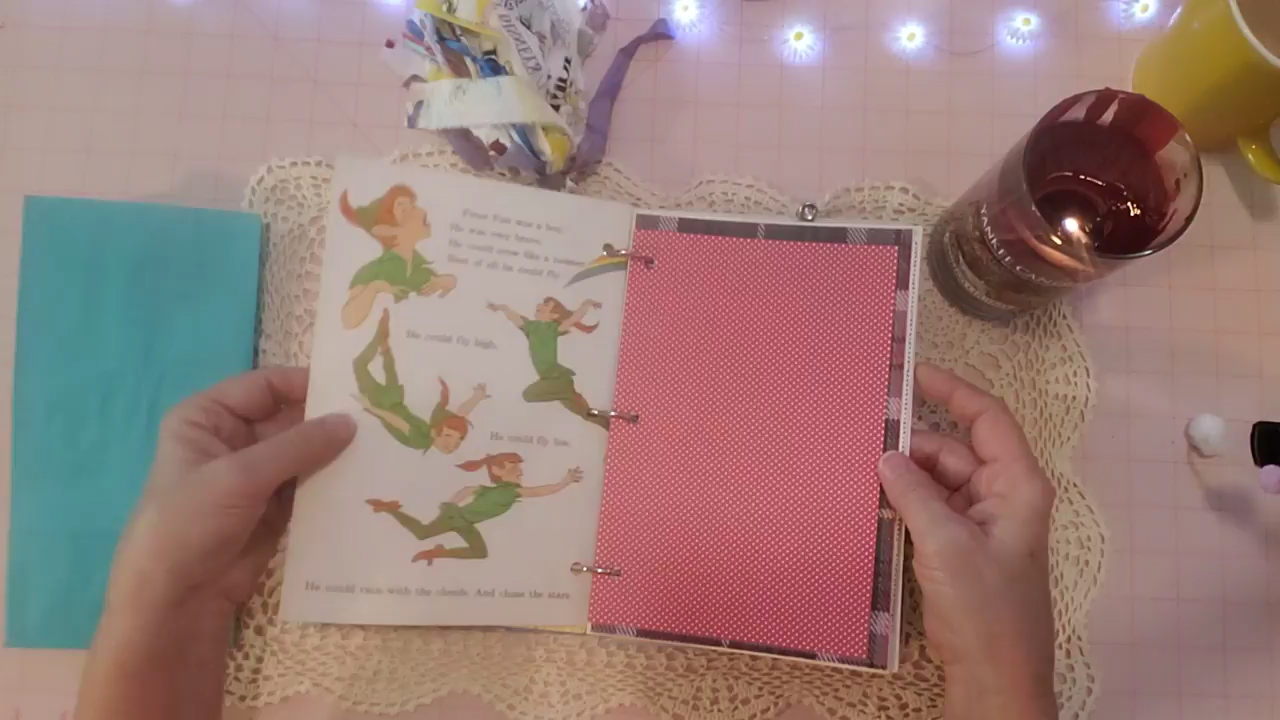 Peter Pan was a boy.
He was very brave.
He could crow like a rooster.
Best of all he could fly.
He could fly high.
He could fly low.
He could race with the clouds. And chase the stars.
YANKEE